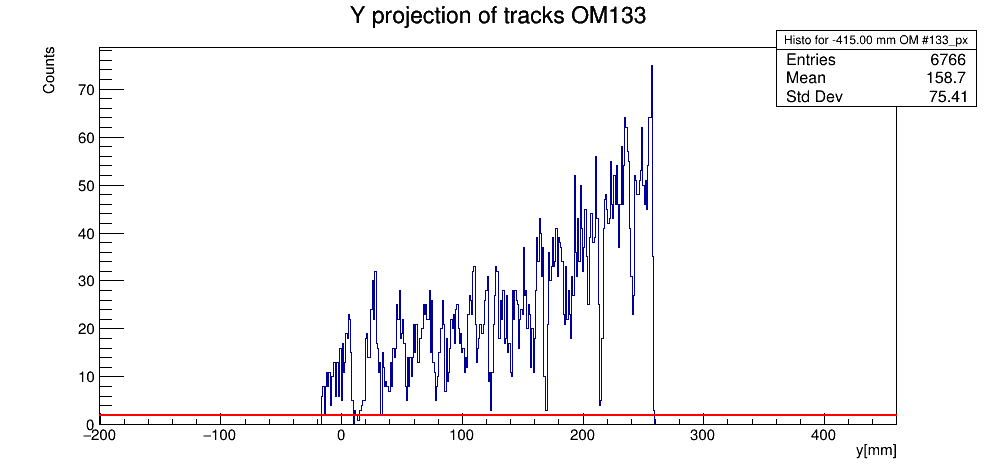 Y projection of tracks OM133
Histo for -415.00 mm OM #133_px
Entries 6766
Mean 158.7
Std Dev 75.41
Counts
70
60
50
40
30
20
10
0
−200 −100 0 100 200 300 400
y[mm]